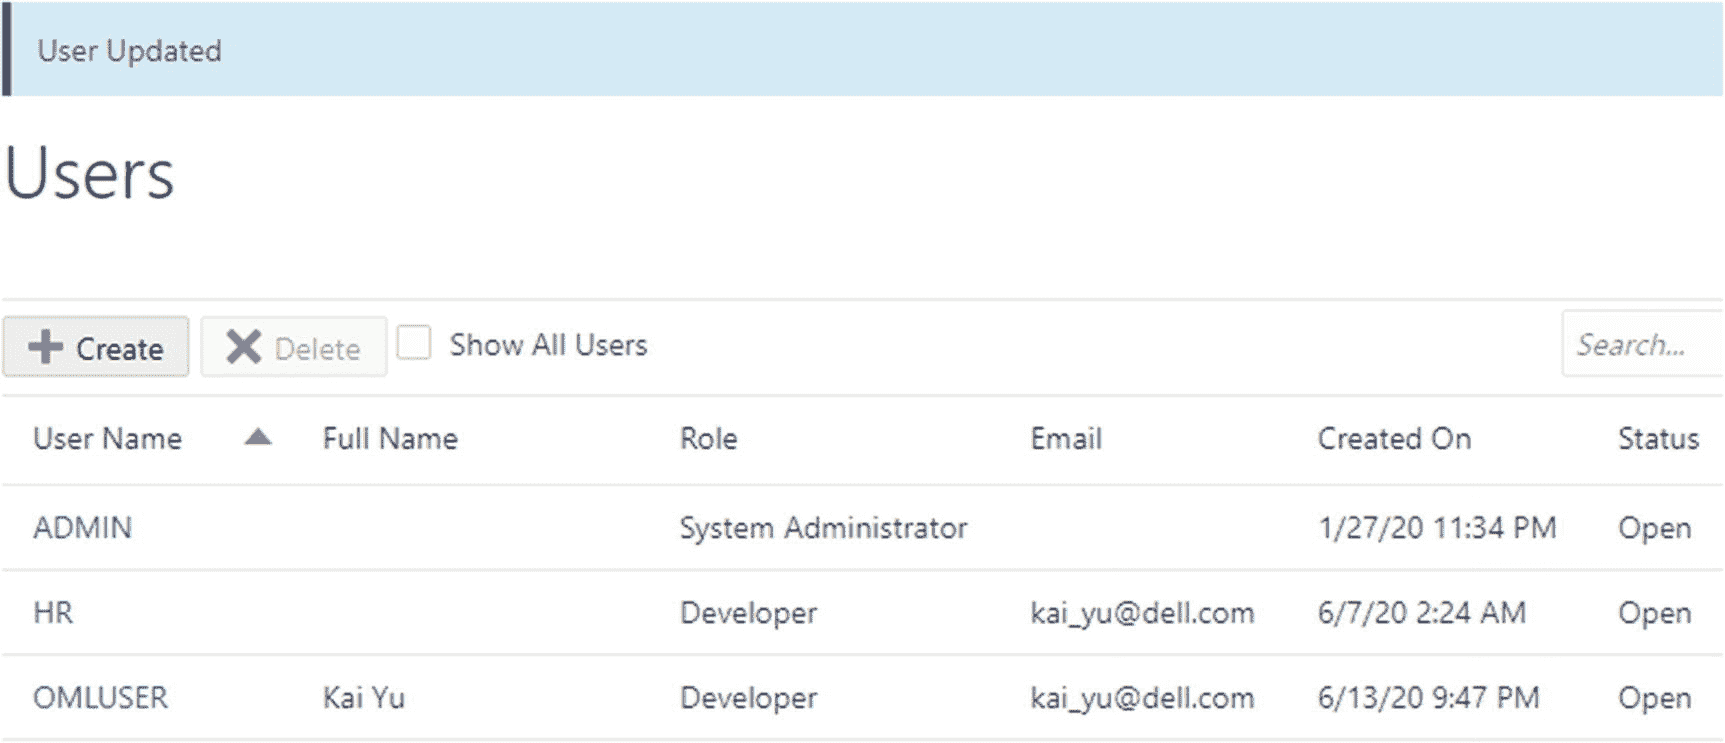 User Updated
Users
Create Delete Show All Users Search...
User Name Full Name Role Email Created On Status
ADMIN System Administrator 1/27/20 11:34 PM Open
HR Developer kai_yu@dell.com 6/7/20 2:24 AM Open
OMLUSER Kai Yu Developer kai_yu@dell.com 6/13/20 9:47 PM Open